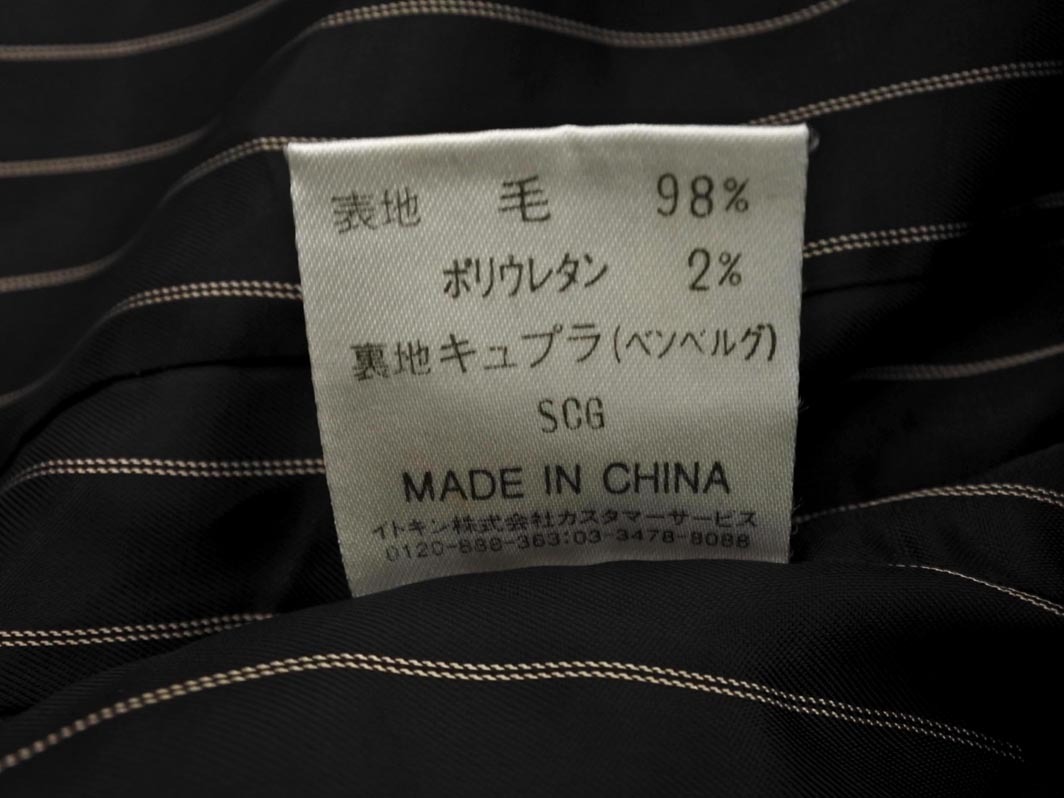 表地 毛 98%
ポリウレタン 2%
裏地キュプラ(ベンベルグ)
SCG
MADE IN CHINA
イトキン株式会社カスタマーサービス
0120-888-363:03-3478-8088